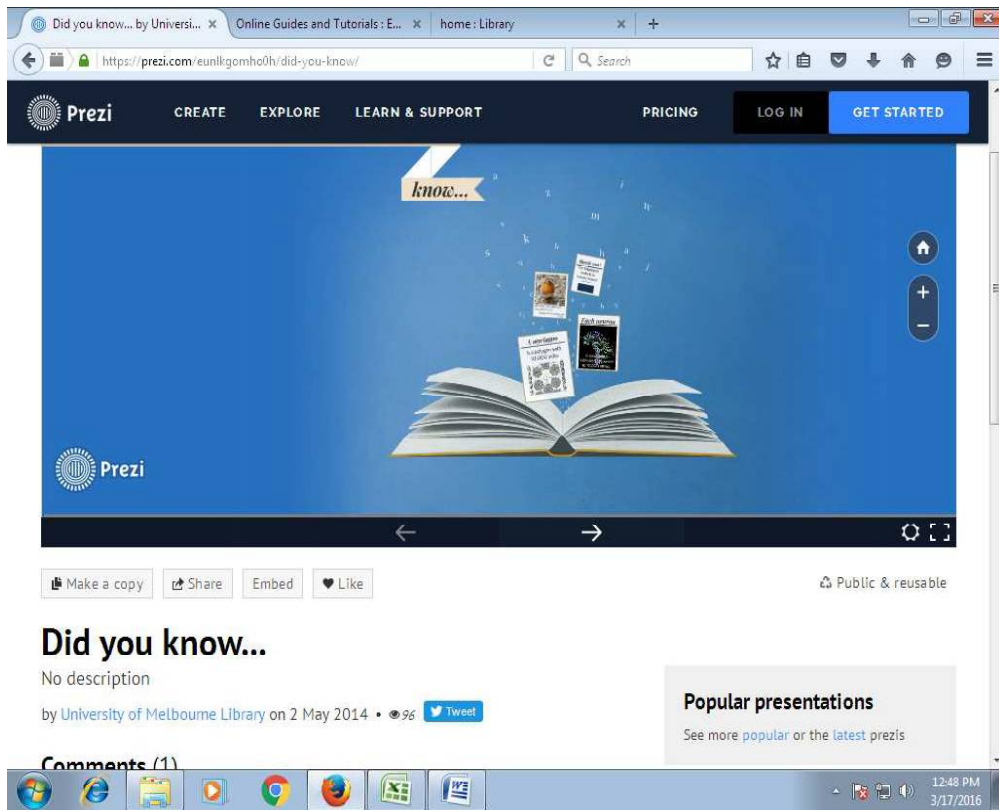 Did you know... by Universi...
Online Guides and Tutorials : E...
home : Library
https://prezi.com/eunlkgomho0h/did-you-know/
Search
Prezi
CREATE
EXPLORE
LEARN & SUPPORT
PRICING
LOG IN
GET STARTED
know...
Each neuron
Prezi
Make a copy
Share
Embed
Like
Public & reusable
Did you know...
No description
by University of Melbourne Library on 2 May 2014 • 96 Tweet
Popular presentations
See more popular or the latest prezis
Comments (1)
12:48 PM
3/17/2016